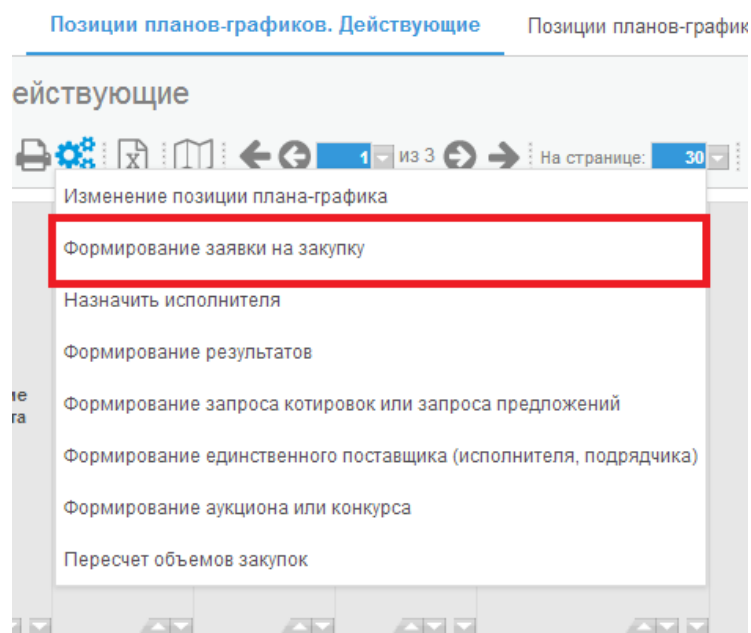 Позиции планов-графиков. Действующие Позиции планов-график
ействующие
1 из 3 На странице: 30
Изменение позиции плана-графика
Формирование заявки на закупку
Назначить исполнителя
Формирование результатов
ие
та
Формирование запроса котировок или запроса предложений
Формирование единственного поставщика (исполнителя, подрядчика)
Формирование аукциона или конкурса
Пересчет объемов закупок